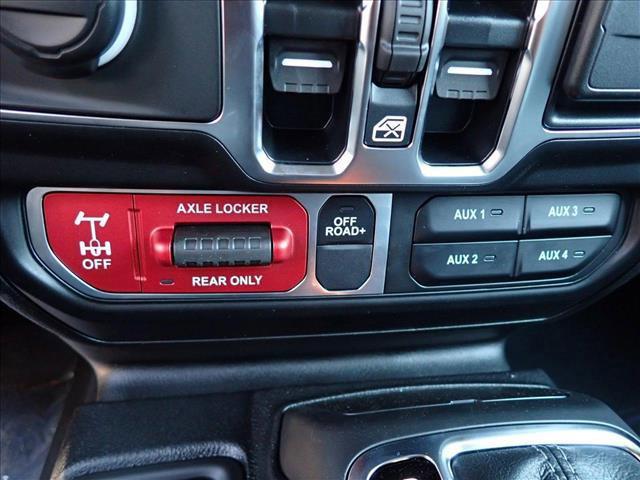 AXLE LOCKER
OFF
REAR ONLY
OFF
ROAD+
AUX 1
AUX 3
AUX 2
AUX 4